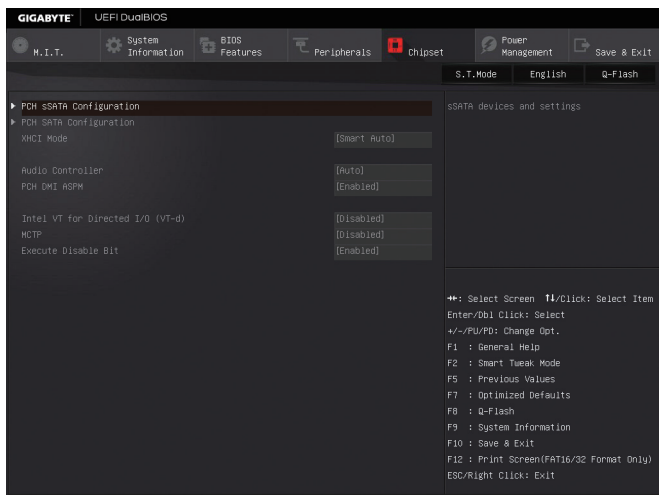 GIGABYTE™ UEFI DualBIOS
M.I.T. System Information BIOS Features Peripherals Chipset Power Management Save & Exit
S.T.Mode English Q-Flash
PCH sSATA Configuration
PCH SATA Configuration
XHCI Mode [Smart Auto]
Audio Controller [Auto]
PCH DMI ASPM [Enabled]
Intel VT for Directed I/O (VT-d) [Disabled]
MCTP [Disabled]
Execute Disable Bit [Enabled]
sSATA devices and settings
→←: Select Screen ↑↓/Click: Select Item
Enter/Dbl Click: Select
+/-/PU/PD: Change Opt.
F1 : General Help
F2 : Smart Tweak Mode
F5 : Previous Values
F7 : Optimized Defaults
F8 : Q-Flash
F9 : System Information
F10 : Save & Exit
F12 : Print Screen(FAT16/32 Format Only)
ESC/Right Click: Exit